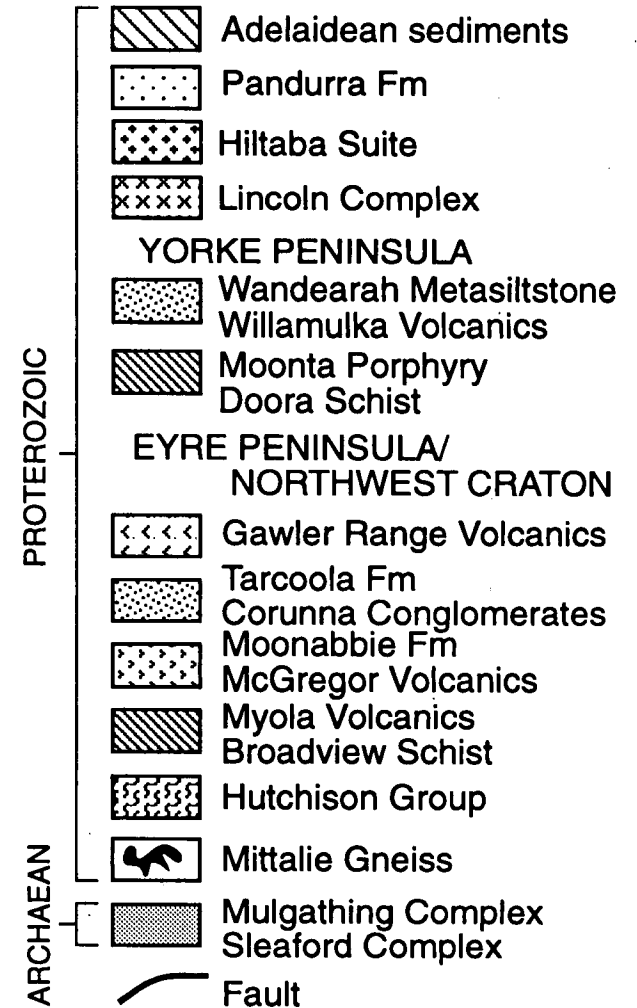 Adelaidean sediments
Pandurra Fm
Hiltaba Suite
Lincoln Complex
YORKE PENINSULA
Wandearah Metasiltstone
Willamulka Volcanics
Moonta Porphyry
Doora Schist
EYRE PENINSULA/
NORTHWEST CRATON
Gawler Range Volcanics
Tarcoola Fm
Corunna Conglomerates
Moonabbie Fm
McGregor Volcanics
Myola Volcanics
Broadview Schist
Hutchison Group
Mittalie Gneiss
Mulgathing Complex
Sleaford Complex
Fault
PROTEROZOIC
ARCHAEAN